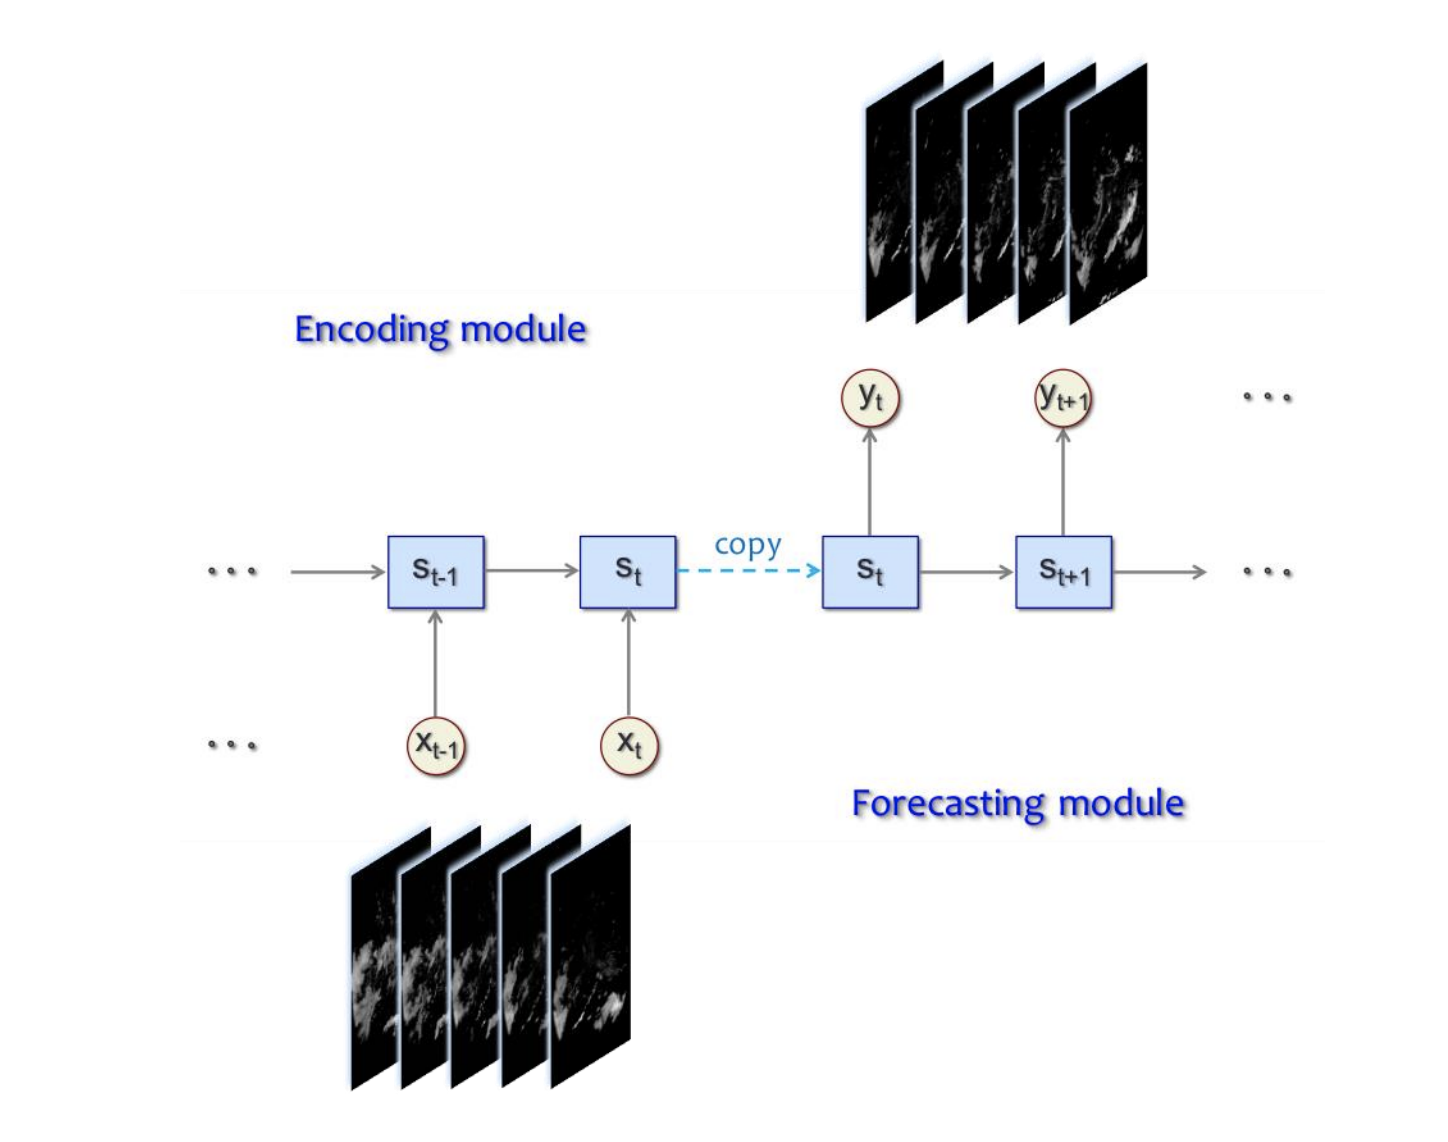 Encoding module
yt
yt+1
...
copy
...
st-1
st
st
st+1
...
...
xt-1
xt
Forecasting module